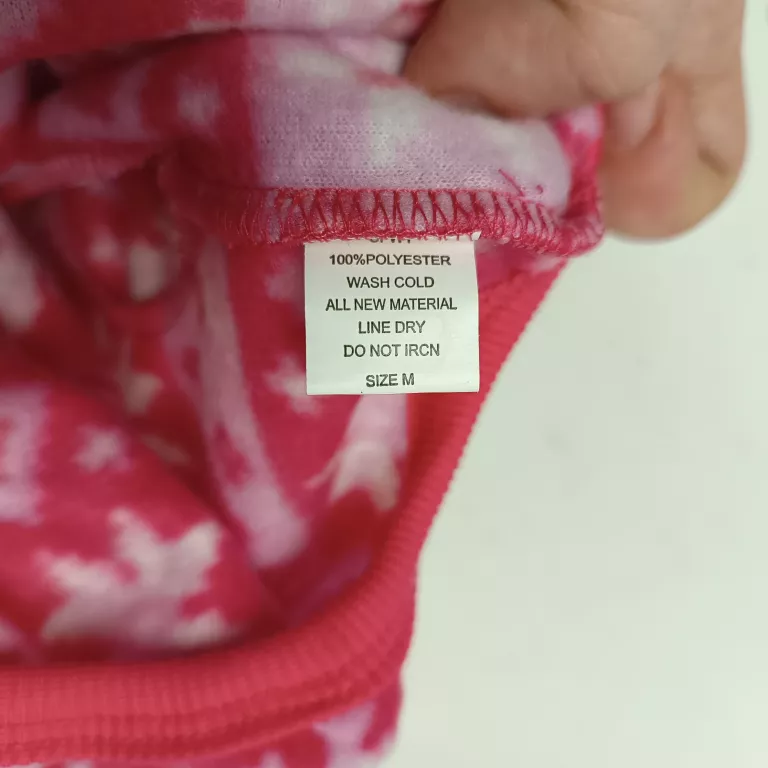 100%POLYESTER
WASH COLD
ALL NEW MATERIAL
LINE DRY
DO NOT IRCN
SIZE M